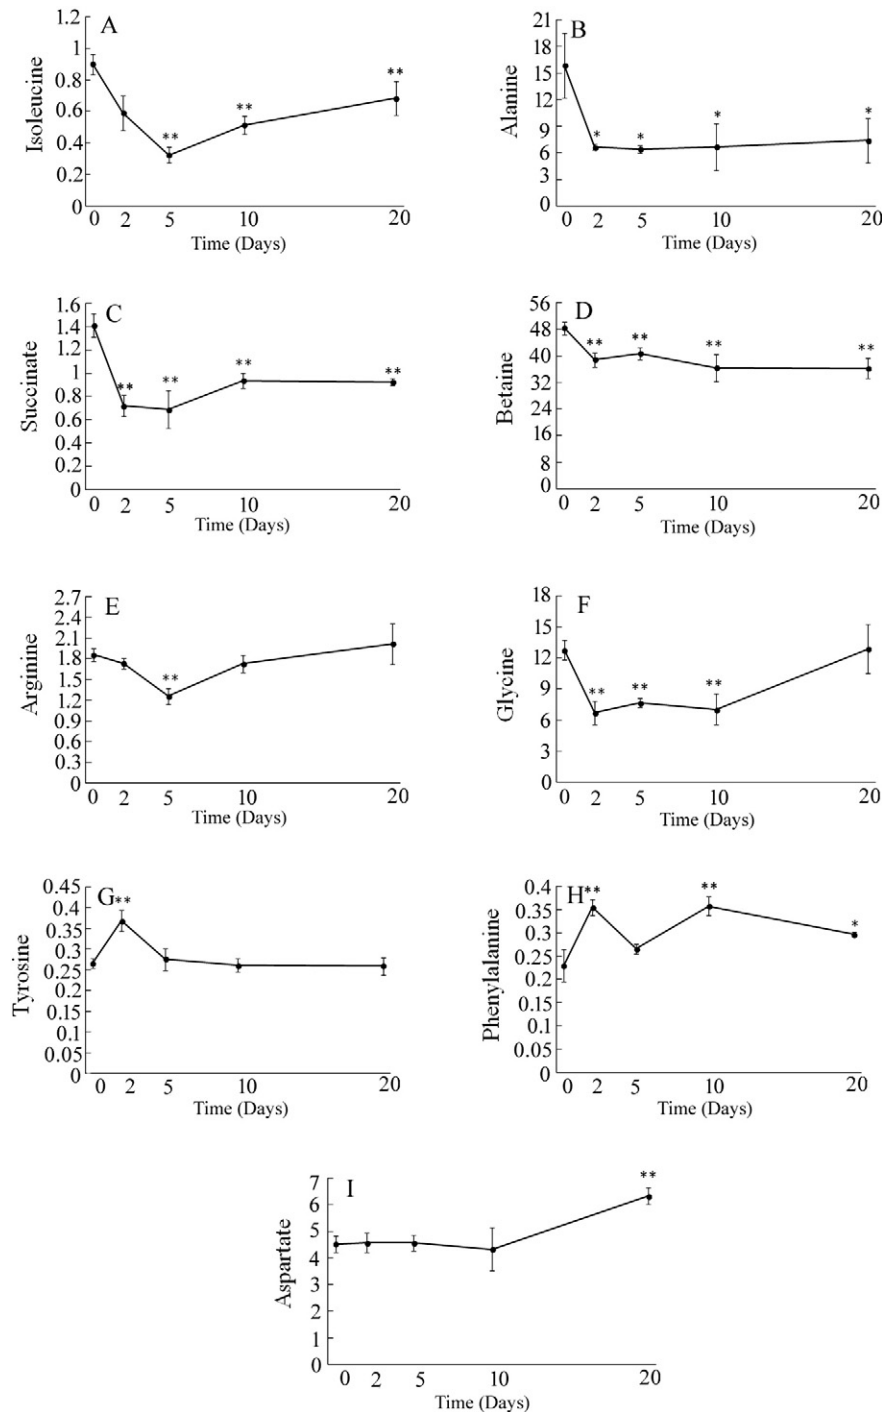 A
Isoleucine
1.2
1
0.8
0.6
0.4
0.2
0
**
**
**
0 2 5 10 20
Time (Days)
B
Alanine
21
18
15
12
9
6
3
0
*
*
*
*
0 2 5 10 20
Time (Days)
C
Succinate
1.6
1.4
1.2
1
0.8
0.6
0.4
0.2
0
**
**
**
**
0 2 5 10 20
Time (Days)
D
Betaine
56
48
40
32
24
16
8
0
**
**
**
**
0 2 5 10 20
Time (Days)
E
Arginine
2.7
2.4
2.1
1.8
1.5
1.2
0.9
0.6
0.3
0
**
0 2 5 10 20
Time (Days)
F
Glycine
18
15
12
9
6
3
0
**
**
**
0 2 5 10 20
Time (Days)
G
Tyrosine
0.45
0.4
0.35
0.3
0.25
0.2
0.15
0.1
0.05
0
**
0 2 5 10 20
Time (Days)
H
Phenylalanine
0.4
0.35
0.3
0.25
0.2
0.15
0.1
0.05
0
**
**
*
0 2 5 10 20
Time (Days)
I
Aspartate
7
6
5
4
3
2
1
0
**
0 2 5 10 20
Time (Days)